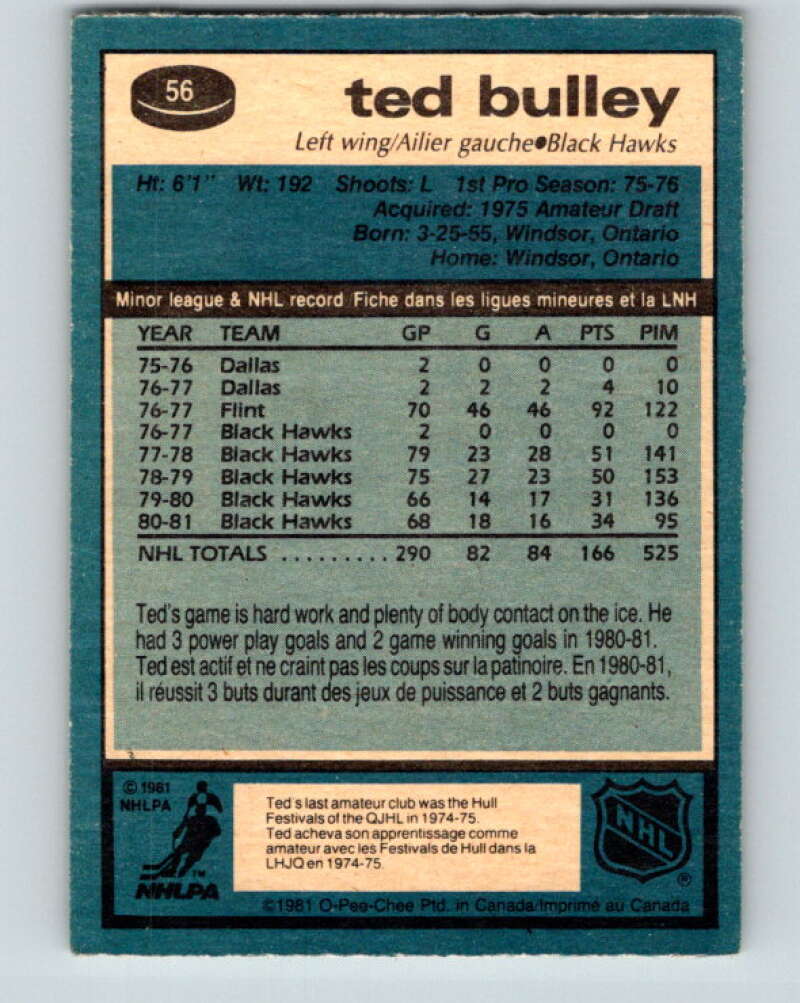 56
ted bulley
Left wing/Ailier gauche●Black Hawks
Ht: 6'1" Wt: 192 Shoots: L 1st Pro Season: 75-76
Acquired: 1975 Amateur Draft
Born: 3-25-55, Windsor, Ontario
Home: Windsor, Ontario
Minor league & NHL record/Fiche dans les ligues mineures et la LNH
YEAR TEAM GP G A PTS PIM
75-76 Dallas 2 0 0 0 0
76-77 Dallas 2 2 2 4 10
76-77 Flint 70 46 46 92 122
76-77 Black Hawks 2 0 0 0 0
77-78 Black Hawks 79 23 28 51 141
78-79 Black Hawks 75 27 23 50 153
79-80 Black Hawks 66 14 17 31 136
80-81 Black Hawks 68 18 16 34 95
NHL TOTALS .......... 290 82 84 166 525
Ted's game is hard work and plenty of body contact on the ice. He
had 3 power play goals and 2 game winning goals in 1980-81.
Ted est actif et ne craint pas les coups sur la patinoire. En 1980-81,
il réussit 3 buts durant des jeux de puissance et 2 buts gagnants.
© 1981
NHLPA
TM
NHLPA
Ted's last amateur club was the Hull
Festivals of the QJHL in 1974-75.
Ted acheva son apprentissage comme
amateur avec les Festivals de Hull dans la
LHJQ en 1974-75.
NHL
®
©1981 O-Pee-Chee Ptd. in Canada/Imprimé au Canada